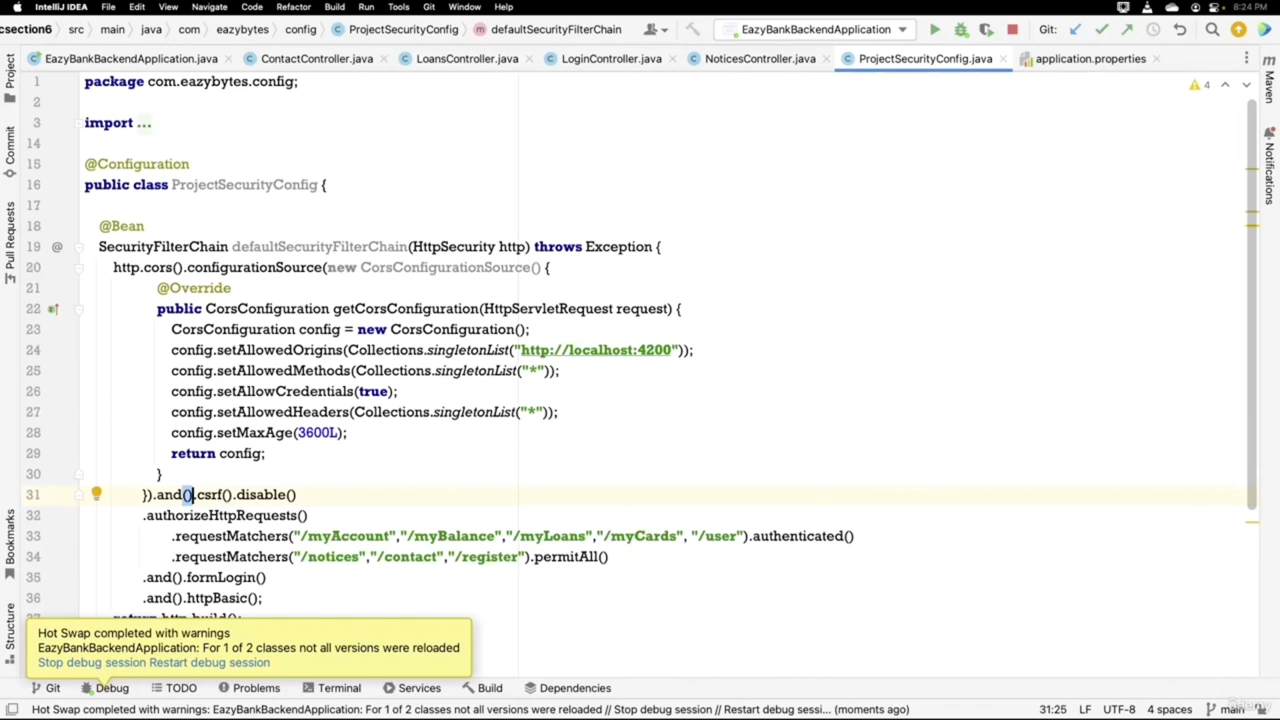 IntelliJ IDEA File Edit View Navigate Code Refactor Build Run Tools Git Window Help 8:24 PM
csection6 src main java com eazybytes config ProjectSecurityConfig defaultSecurityFilterChain EazyBankBackendApplication Git:
EazyBankBackendApplication.java ContactController.java LoansController.java LoginController.java NoticesController.java ProjectSecurityConfig.java application.properties
Project
Commit
Pull Requests
Bookmarks
Structure
m
Maven
Notifications
4
1 package com.eazybytes.config;
2
3 import ...
14
15 @Configuration
16 public class ProjectSecurityConfig {
17
18 @Bean
19 @ SecurityFilterChain defaultSecurityFilterChain(HttpSecurity http) throws Exception {
20 http.cors().configurationSource(new CorsConfigurationSource() {
21 @Override
22 public CorsConfiguration getCorsConfiguration(HttpServletRequest request) {
23 CorsConfiguration config = new CorsConfiguration();
24 config.setAllowedOrigins(Collections.singletonList("http://localhost:4200"));
25 config.setAllowedMethods(Collections.singletonList("*"));
26 config.setAllowCredentials(true);
27 config.setAllowedHeaders(Collections.singletonList("*"));
28 config.setMaxAge(3600L);
29 return config;
30 }
31 }).and().csrf().disable()
32 .authorizeHttpRequests()
33 .requestMatchers("/myAccount","/myBalance","/myLoans","/myCards", "/user").authenticated()
34 .requestMatchers("/notices","/contact","/register").permitAll()
35 .and().formLogin()
36 .and().httpBasic();
37 return http.build();
Hot Swap completed with warnings
EazyBankBackendApplication: For 1 of 2 classes not all versions were reloaded
Stop debug session Restart debug session
Git Debug TODO Problems Terminal Services Build Dependencies
Hot Swap completed with warnings: EazyBankBackendApplication: For 1 of 2 classes not all versions were reloaded // Stop debug session // Restart debug sessi... (moments ago) 31:25 LF UTF-8 4 spaces main